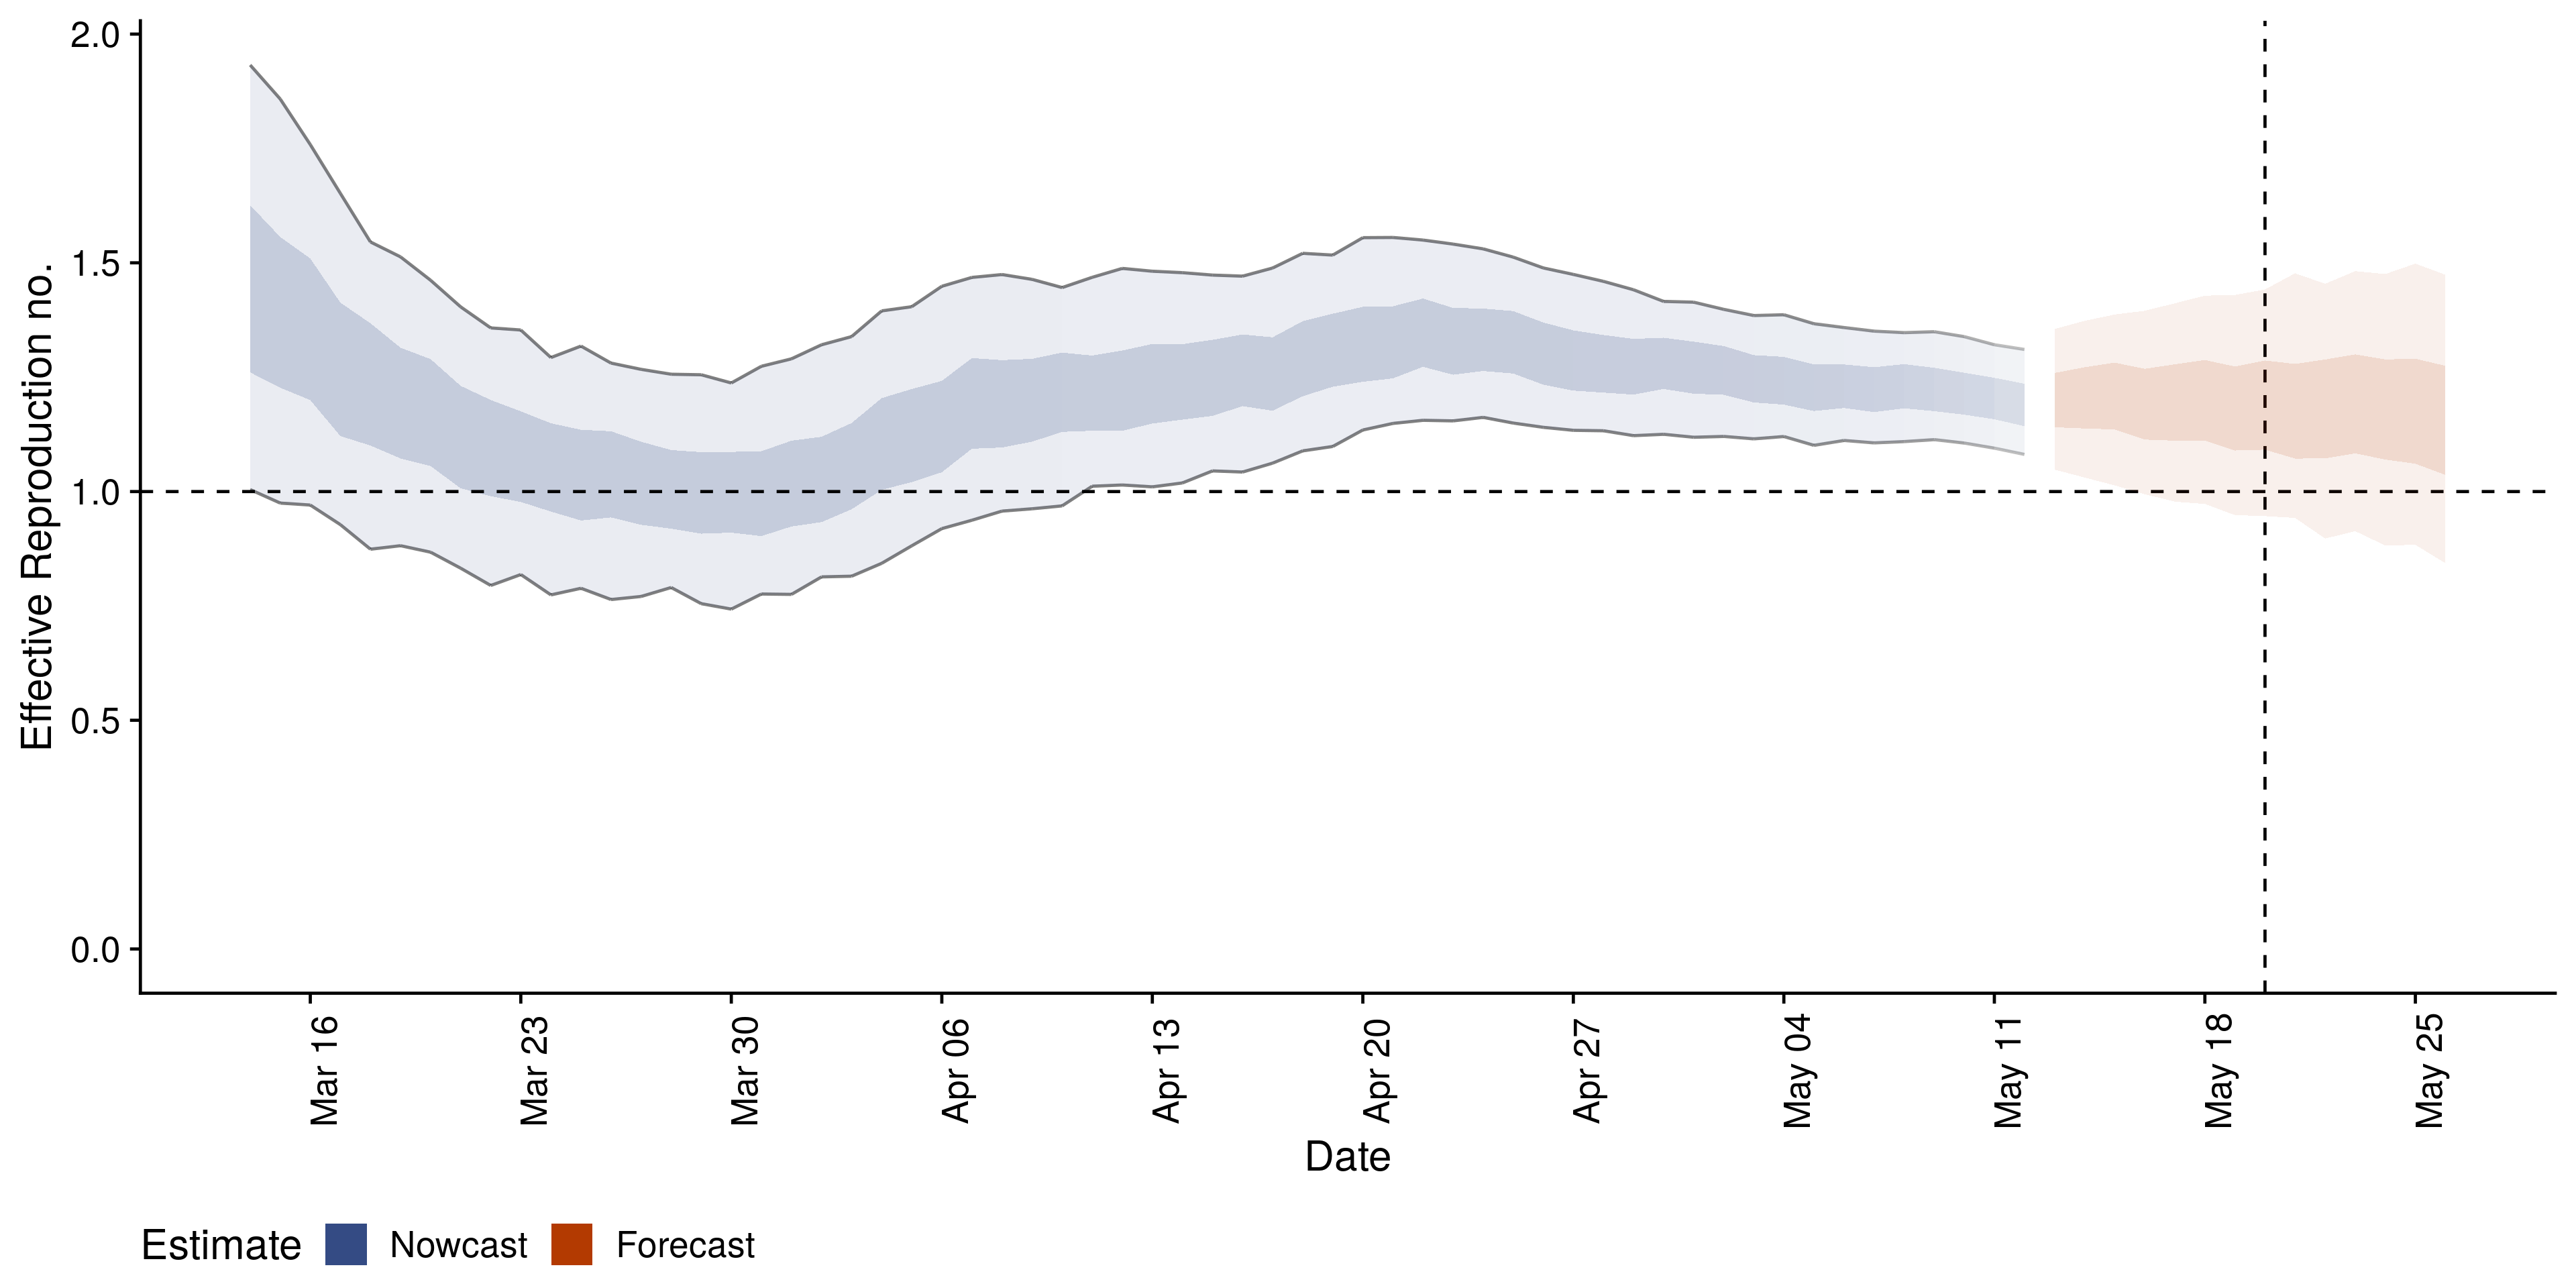 Effective Reproduction no.
2.0
1.5
1.0
0.5
0.0
Mar 16
Mar 23
Mar 30
Apr 06
Apr 13
Apr 20
Apr 27
May 04
May 11
May 18
May 25
Date
Estimate Nowcast Forecast